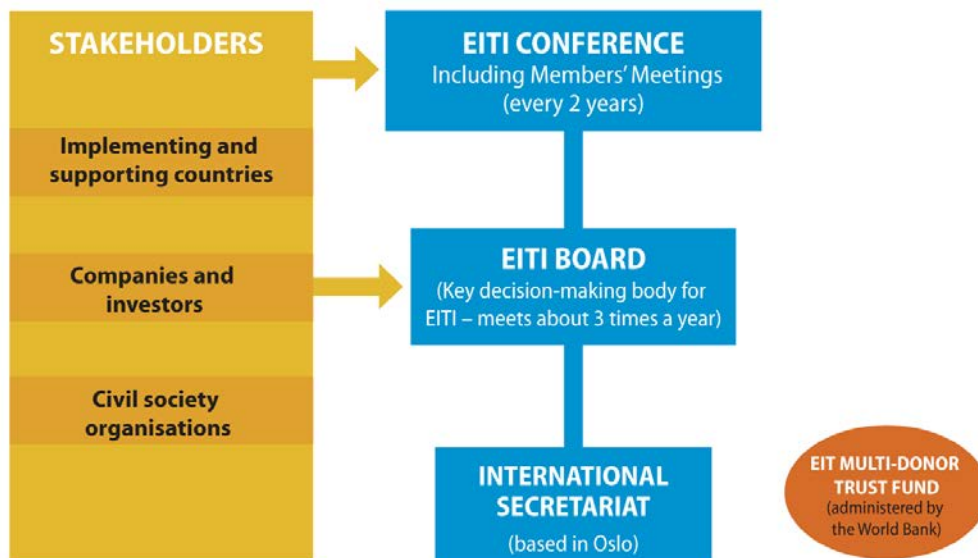 STAKEHOLDERS
Implementing and
supporting countries
Companies and
investors
Civil society
organisations
EITI CONFERENCE
Including Members’ Meetings
(every 2 years)
EITI BOARD
(Key decision-making body for
EITI – meets about 3 times a year)
INTERNATIONAL
SECRETARIAT
(based in Oslo)
EIT MULTI-DONOR
TRUST FUND
(administered by
the World Bank)